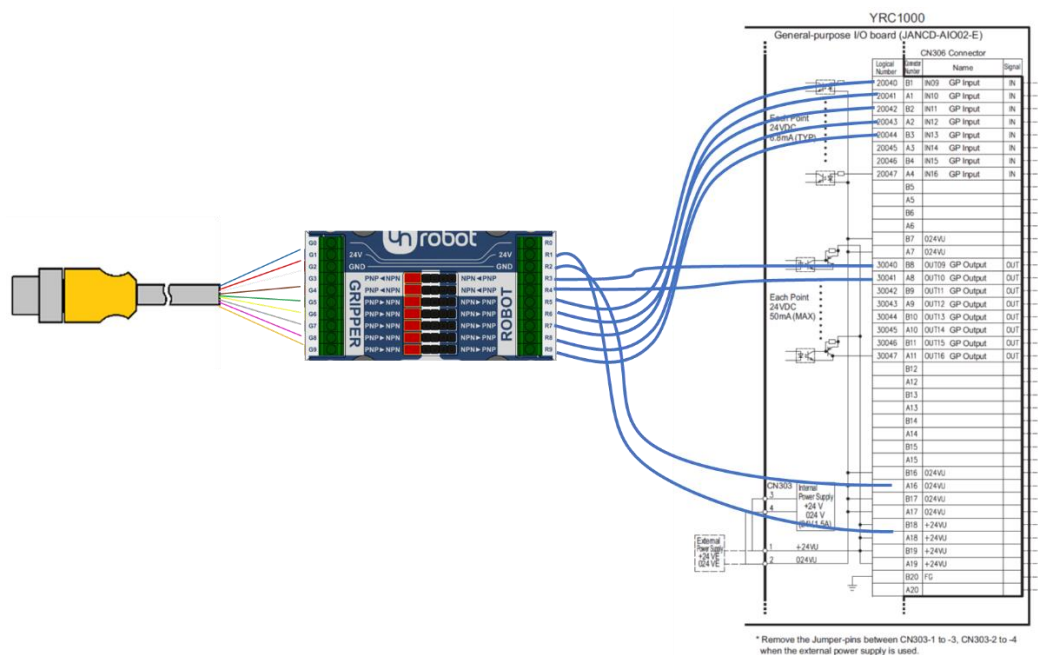 YRC1000
General-purpose I/O board (JANCD-AIO02-E)
CN306 Connector
Logical Number Connector Number Name Signal
20040 B1 IN09 GP Input IN
20041 A1 IN10 GP Input IN
20042 B2 IN11 GP Input IN
20043 A2 IN12 GP Input IN
20044 B3 IN13 GP Input IN
20045 A3 IN14 GP Input IN
20046 B4 IN15 GP Input IN
20047 A4 IN16 GP Input IN
B5
A5
B6
A6
B7 024VU
A7 024VU
30040 B8 OUT09 GP Output OUT
30041 A8 OUT10 GP Output OUT
30042 B9 OUT11 GP Output OUT
30043 A9 OUT12 GP Output OUT
30044 B10 OUT13 GP Output OUT
30045 A10 OUT14 GP Output OUT
30046 B11 OUT15 GP Output OUT
30047 A11 OUT16 GP Output OUT
B12
A12
B13
A13
B14
A14
B15
A15
B16 024VU
A16 024VU
B17 024VU
A17 024VU
B18 +24VU
A18 +24VU
B19 +24VU
A19 +24VU
B20 FG
A20
Each Point
24VDC
6.8mA (TYP)
Each Point
24VDC
50mA (MAX)
CN303
3
4
Internal
Power Supply
+24 V
024 V
(24V 1.5A)
1 +24VU
2 024VU
External
Power Supply
+24 VE
024 VE
onrobot
G0 R0
G1 24V 24V R1
G2 GND GND R2
G3 PNP◄NPN NPN◄PNP R3
G4 PNP◄NPN NPN◄PNP R4
G5 PNP►NPN NPN►PNP R5
G6 PNP►NPN NPN►PNP R6
G7 PNP►NPN NPN►PNP R7
G8 PNP►NPN NPN►PNP R8
G9 PNP►NPN NPN►PNP R9
GRIPPER
ROBOT
* Remove the Jumper-pins between CN303-1 to -3, CN303-2 to -4
when the external power supply is used.